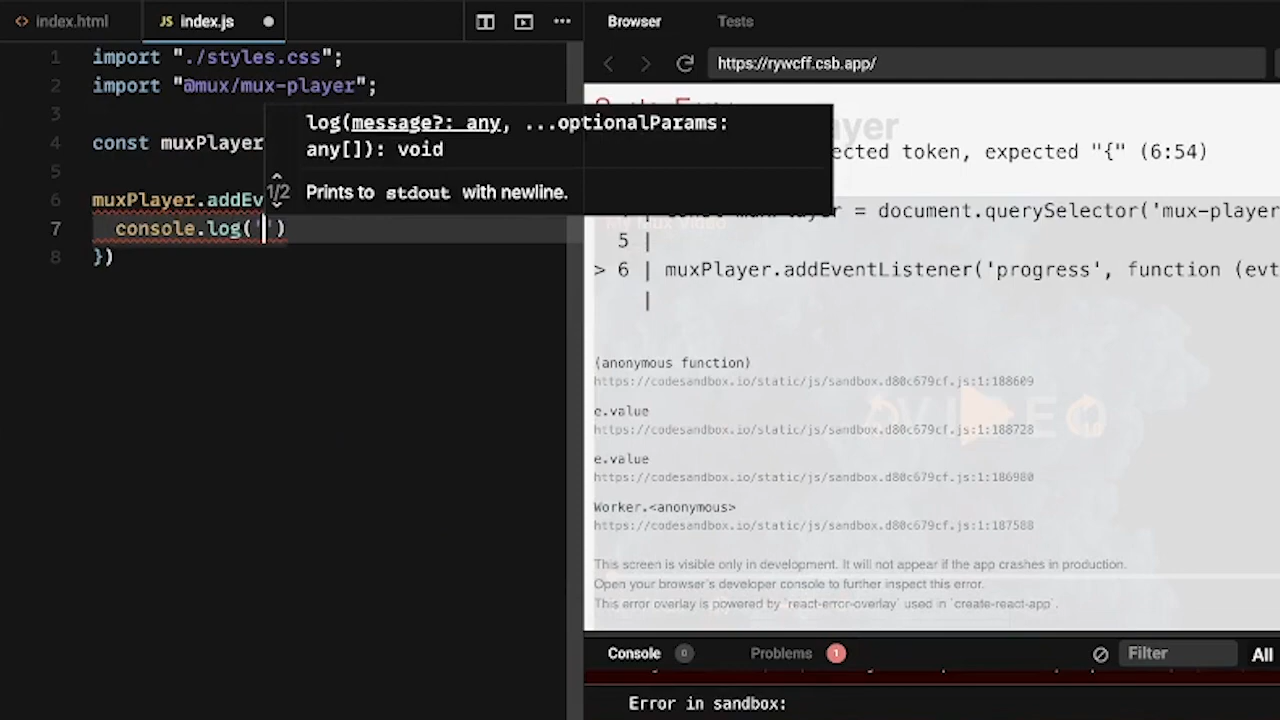 index.html
JS index.js
1 import "./styles.css";
2 import "@mux/mux-player";
3
4 const muxPlayer
5
6 muxPlayer.addEv
7 console.log('')
8 })
log(message?: any, ...optionalParams:
any[]): void
1/2 Prints to stdout with newline.
Browser Tests
https://rywcff.csb.app/
ected token, expected "{" (6:54)
= document.querySelector('mux-player
5 |
> 6 | muxPlayer.addEventListener('progress', function (evt
|
(anonymous function)
https://codesandbox.io/static/js/sandbox.d80c679cf.js:1:188609
e.value
https://codesandbox.io/static/js/sandbox.d80c679cf.js:1:188728
e.value
https://codesandbox.io/static/js/sandbox.d80c679cf.js:1:186980
Worker.<anonymous>
https://codesandbox.io/static/js/sandbox.d80c679cf.js:1:187588
This screen is visible only in development. It will not appear if the app crashes in production.
Open your browser's developer console to further inspect this error.
This error overlay is powered by `react-error-overlay` used in `create-react-app`.
Console 0 Problems 1 Filter All
Error in sandbox: